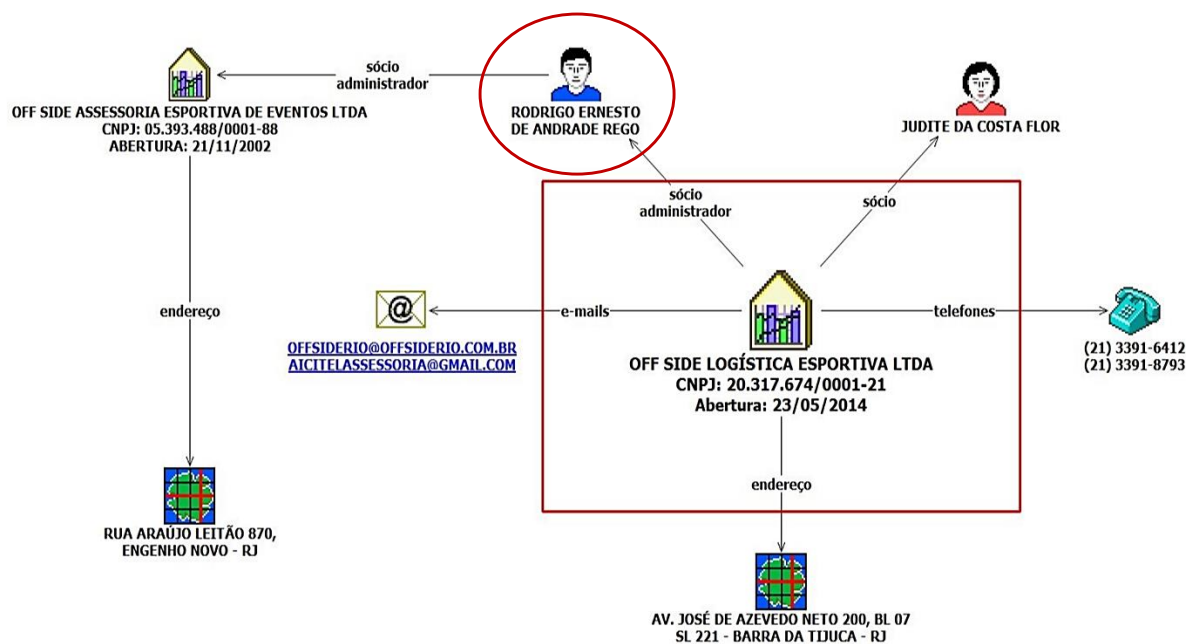 sócio
administrador
OFF SIDE ASSESSORIA ESPORTIVA DE EVENTOS LTDA
CNPJ: 05.393.488/0001-88
ABERTURA: 21/11/2002
RODRIGO ERNESTO
DE ANDRADE REGO
JUDITE DA COSTA FLOR
sócio
administrador
sócio
endereço
@
e-mails
telefones
OFFSIDERIO@OFFSIDERIO.COM.BR
AICITELASSESSORIA@GMAIL.COM
OFF SIDE LOGÍSTICA ESPORTIVA LTDA
CNPJ: 20.317.674/0001-21
Abertura: 23/05/2014
(21) 3391-6412
(21) 3391-8793
endereço
RUA ARAÚJO LEITÃO 870,
ENGENHO NOVO - RJ
AV. JOSÉ DE AZEVEDO NETO 200, BL 07
SL 221 - BARRA DA TIJUCA - RJ